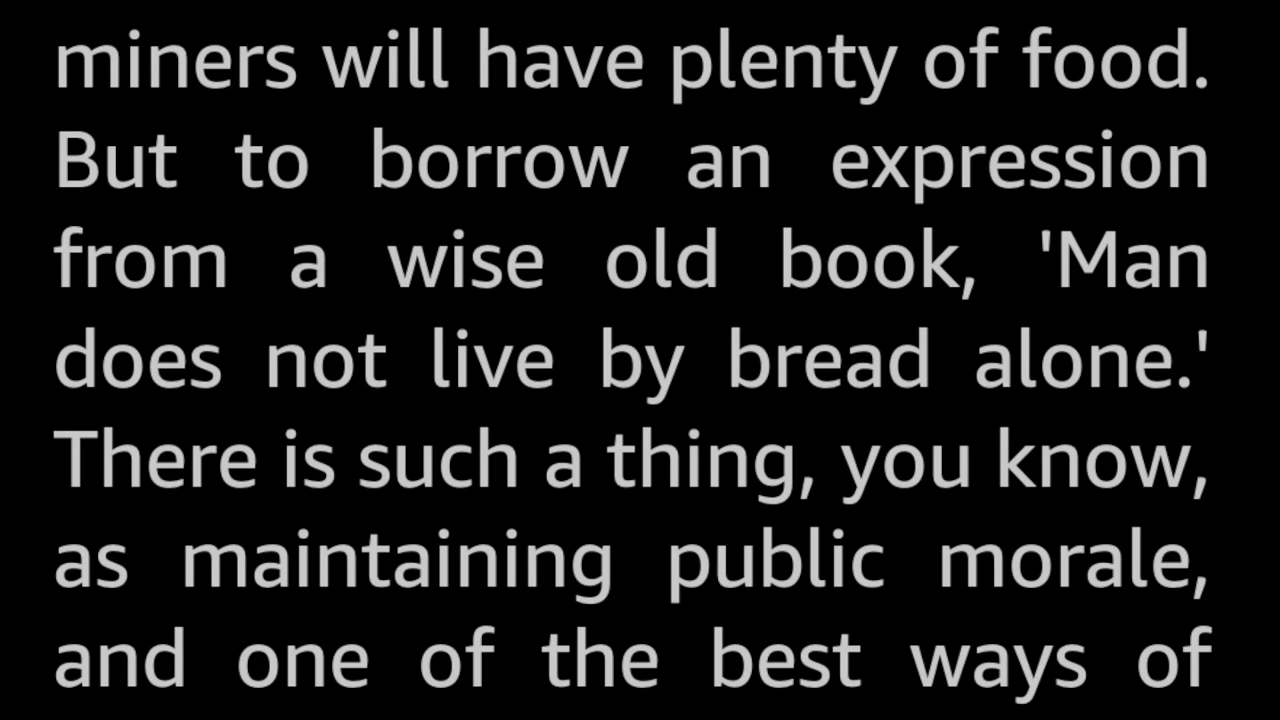 miners will have plenty of food.
But to borrow an expression
from a wise old book, 'Man
does not live by bread alone.'
There is such a thing, you know,
as maintaining public morale,
and one of the best ways of